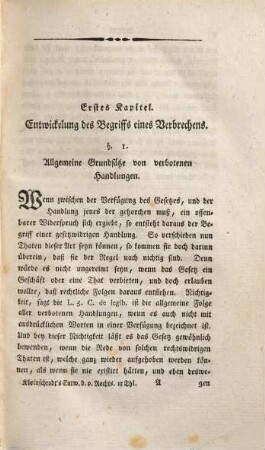 Erstes Kapitel.
Entwickelung des Begriffs eines Verbrechens.
§. 1.
Allgemeine Grundsätze von verbotenen
Handlungen.
Wenn zwischen der Verfügung des Gesetzes, und der
Handlung jenes der gehorchen muß, ein offen-
barer Widerspruch sich ergiebt, so entsteht daraus der Be-
griff einer gesetzwidrigen Handlung. So verschieden nun
Thaten dieser Art seyn können, so kommen sie doch darinn
überein, daß sie der Regel nach nichtig sind. Denn
würde es nicht ungereimt seyn, wenn das Gesetz ein
Geschäft oder eine That verbieten, und doch erlauben
wollte, daß rechtliche Folgen daraus entstehen. Nichtig-
keit, sagt die L. 5. C. de legib. ist die allgemeine Folge
aller verbotenen Handlungen, wenn es auch nicht mit
ausdrücklichen Worten in einer Verfügung bezeichnet ist.
Und bey dieser Nichtigkeit läßt es das Gesetz gewöhnlich
bewenden, wenn die Rede von solchen rechtswidrigen
Thaten ist, welche ganz wieder aufgehoben werden kön-
nen, als wenn sie nie existirt hätten, und eben deswe-
Kleinschrodt's Entw. d. p. Rechts. 1r Thl. A gen